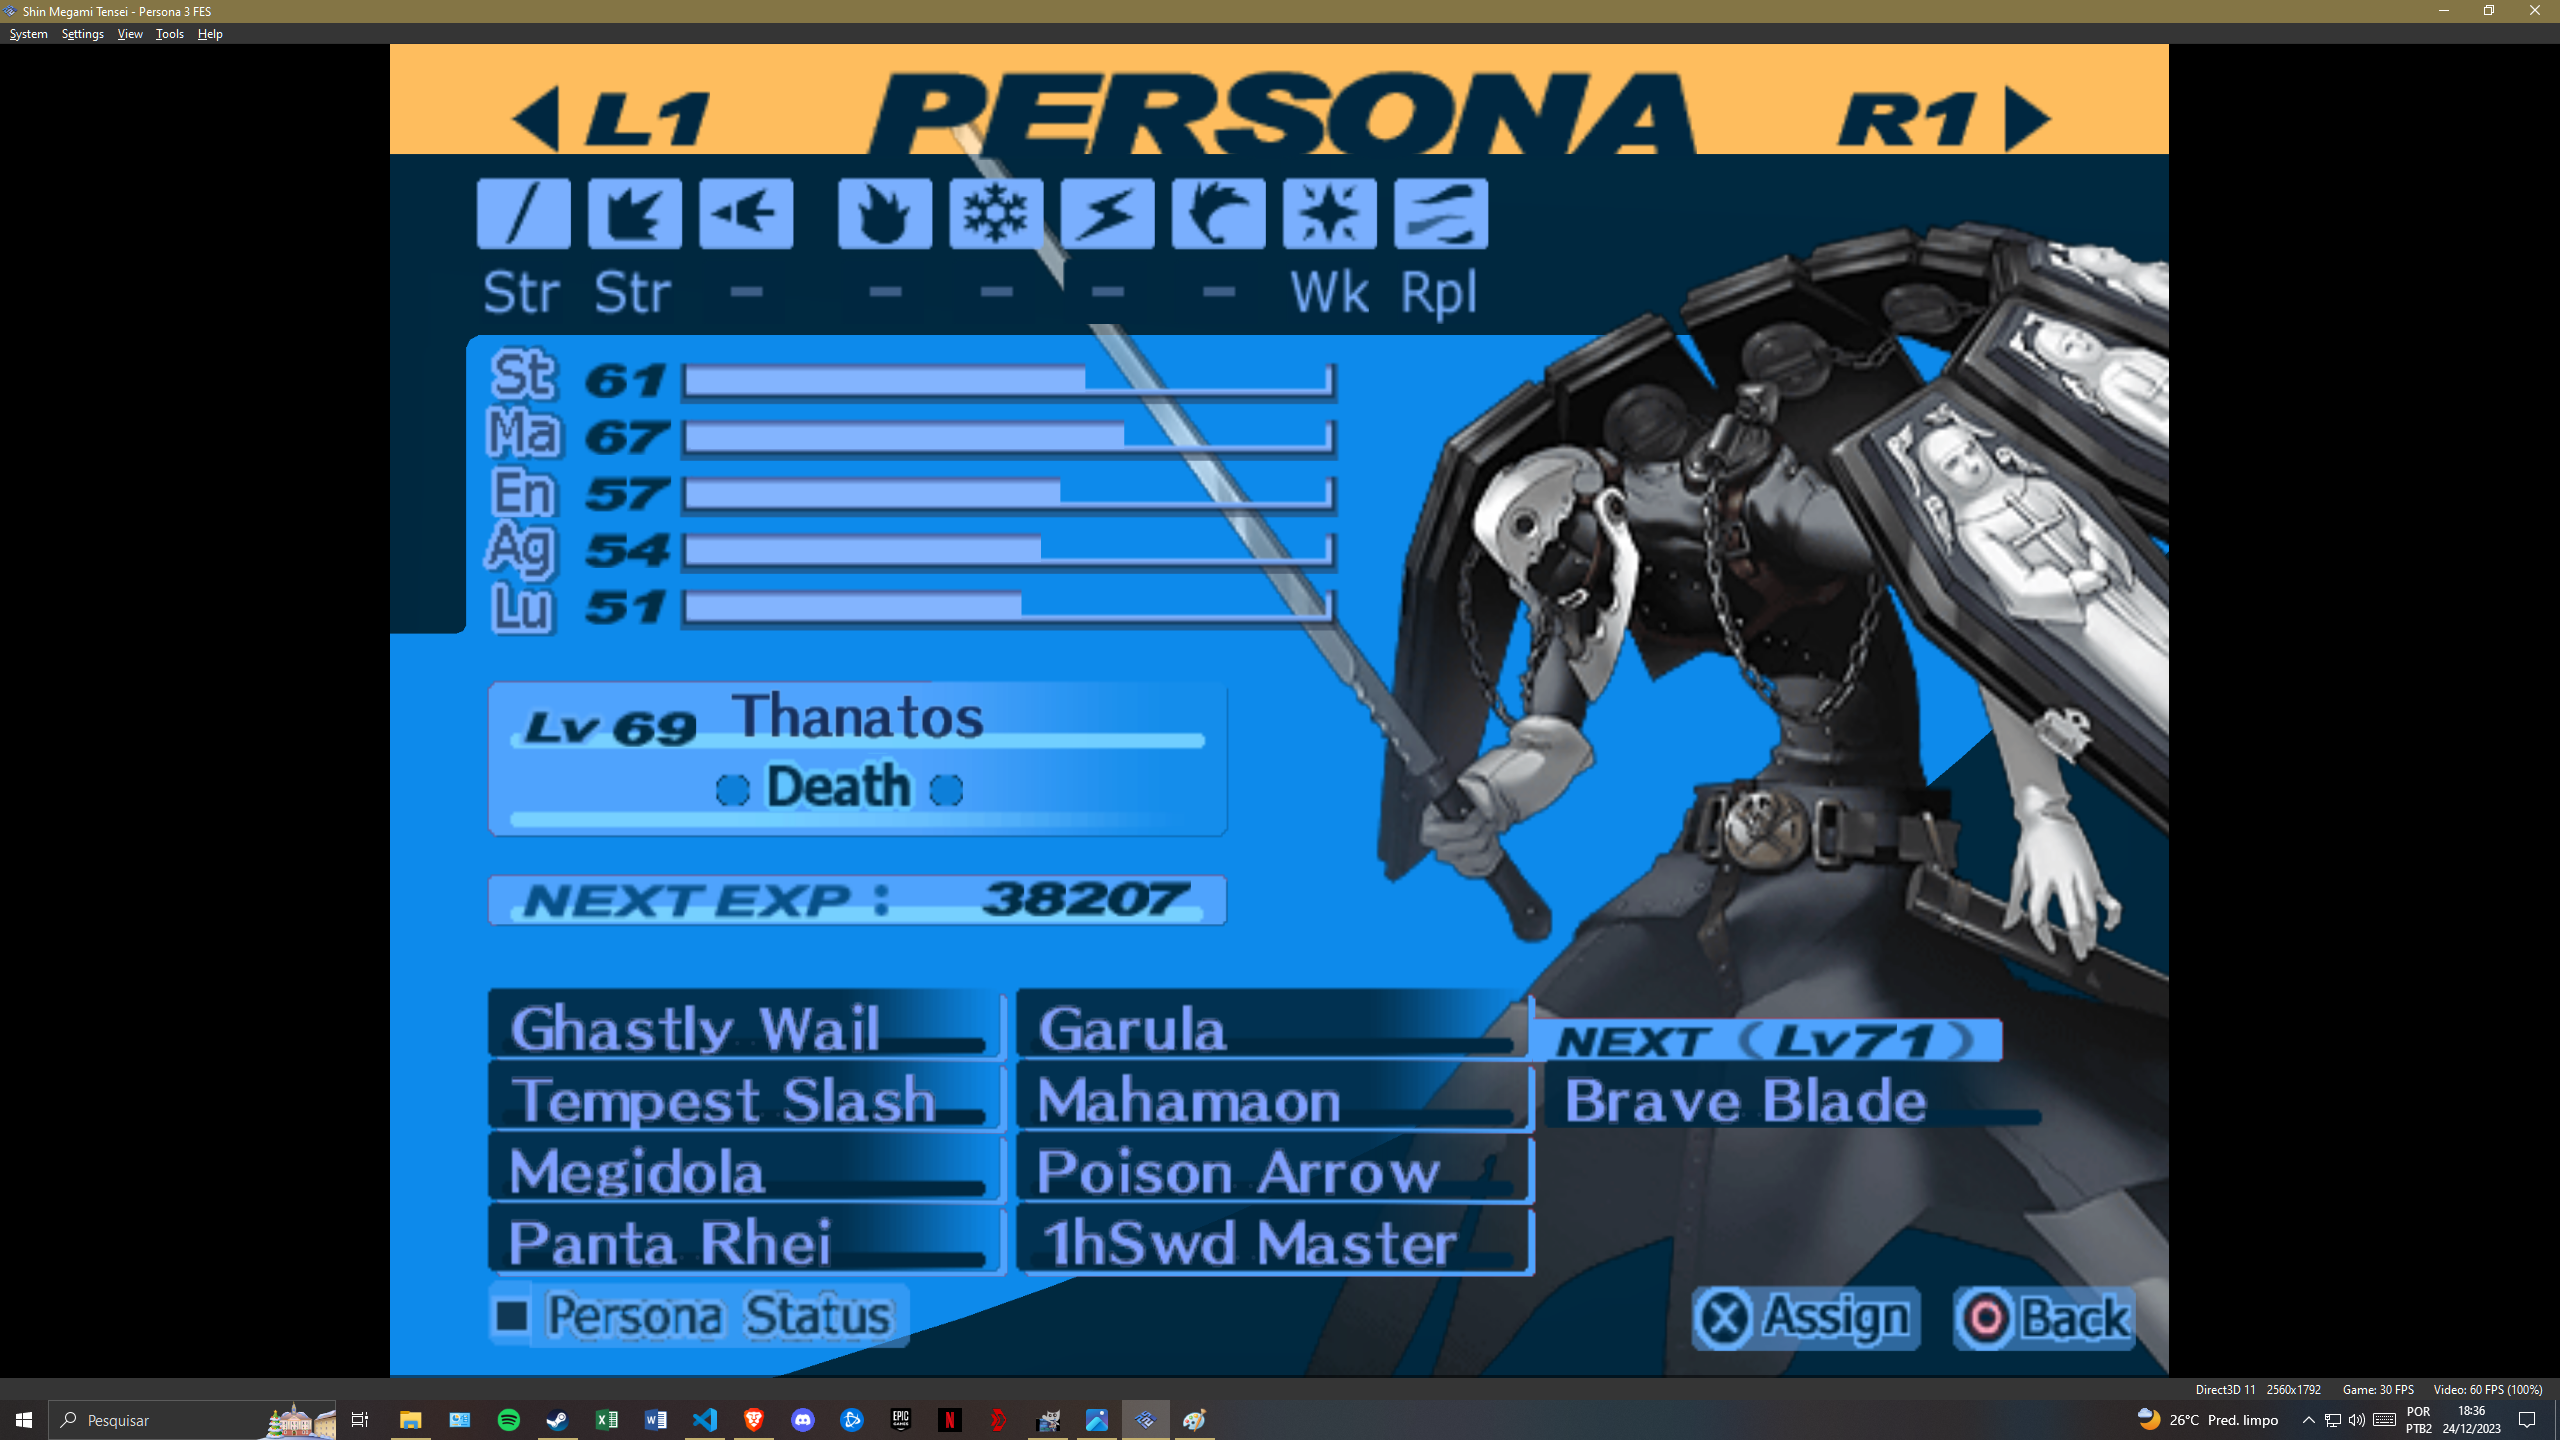 Shin Megami Tensei - Persona 3 FES
System Settings View Tools Help
L1 PERSONA R1
Str Str - - - - - Wk Rpl
St 61
Ma 67
En 57
Ag 54
Lu 51
Lv 69 Thanatos
Death
NEXT EXP : 38207
Ghastly Wail Garula NEXT (Lv71)
Tempest Slash Mahamaon Brave Blade
Megidola Poison Arrow
Panta Rhei 1hSwd Master
Persona Status Assign Back
Direct3D 11 2560x1792 Game: 30 FPS Video: 60 FPS (100%)
Pesquisar
EPIC GAMES
N
26°C Pred. limpo
POR
PTB2
18:36
24/12/2023